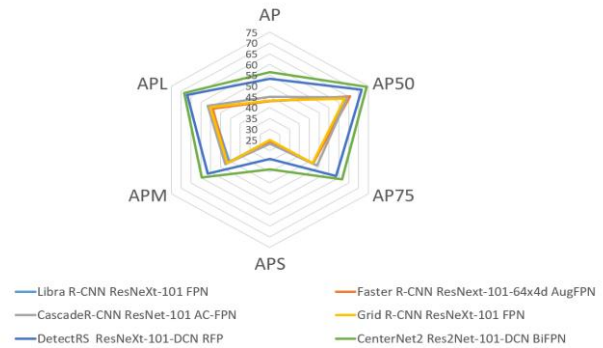 AP
75
70
65
60
55
50
45
40
35
30
25
AP50
AP75
APS
APM
APL
Libra R-CNN ResNeXt-101 FPN
Faster R-CNN ResNext-101-64x4d AugFPN
CascadeR-CNN ResNet-101 AC-FPN
Grid R-CNN ResNeXt-101 FPN
DetectRS ResNeXt-101-DCN RFP
CenterNet2 Res2Net-101-DCN BiFPN